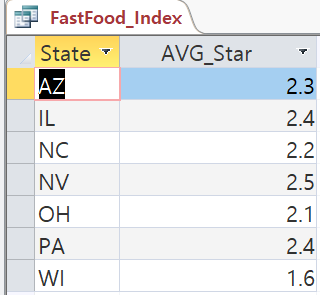 FastFood_Index
State AVG_Star
AZ 2.3
IL 2.4
NC 2.2
NV 2.5
OH 2.1
PA 2.4
WI 1.6